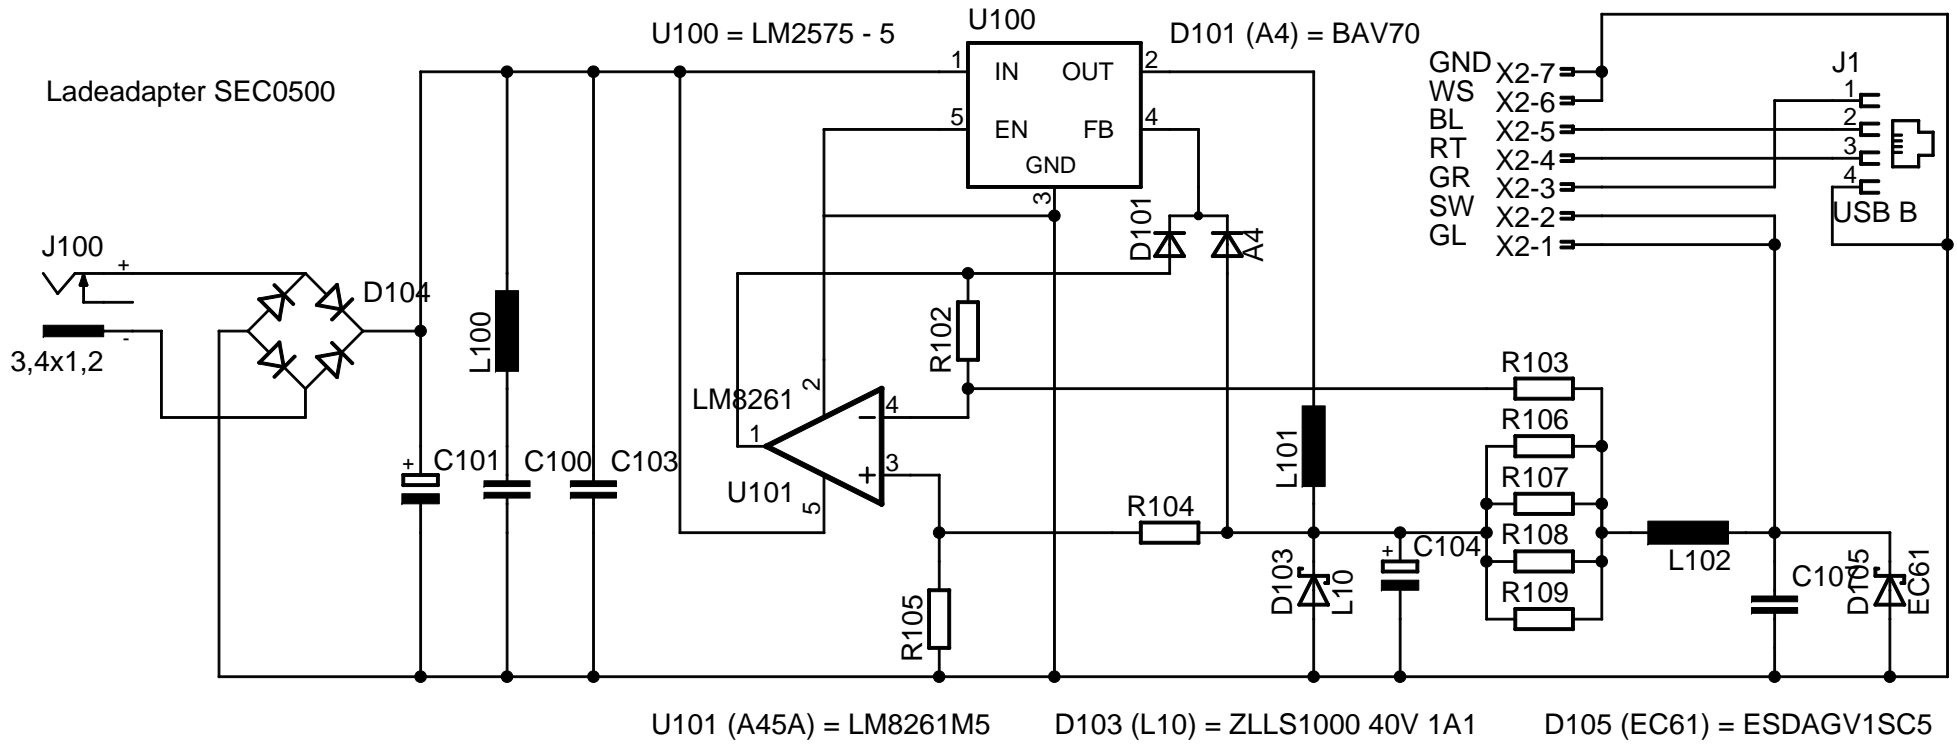 U100 = LM2575 - 5
U100
D101 (A4) = BAV70
Ladeadapter SEC0500
1
IN
OUT
2
5
EN
FB
4
GND
3
GND
X2-7
WS
X2-6
BL
X2-5
RT
X2-4
GR
X2-3
SW
X2-2
GL
X2-1
J1
1
2
3
4
USB B
J100
+
-
3,4x1,2
D104
L100
D101
A4
R102
LM8261
2
1
4
-
3
+
5
U101
+
C101
C100
C103
R104
R105
L101
D103
L10
+
C104
R103
R106
R107
R108
R109
L102
C107
D105
EC61
U101 (A45A) = LM8261M5
D103 (L10) = ZLLS1000 40V 1A1
D105 (EC61) = ESDAGV1SC5